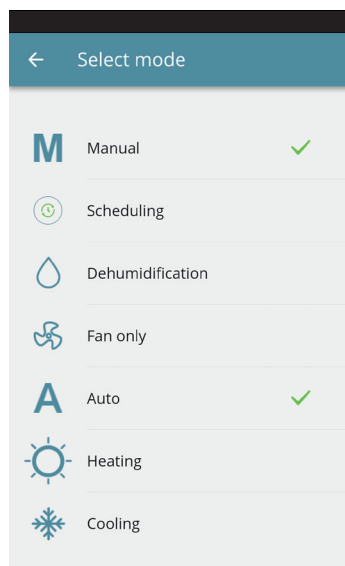 Select mode
M Manual
Scheduling
Dehumidification
Fan only
A Auto
Heating
Cooling